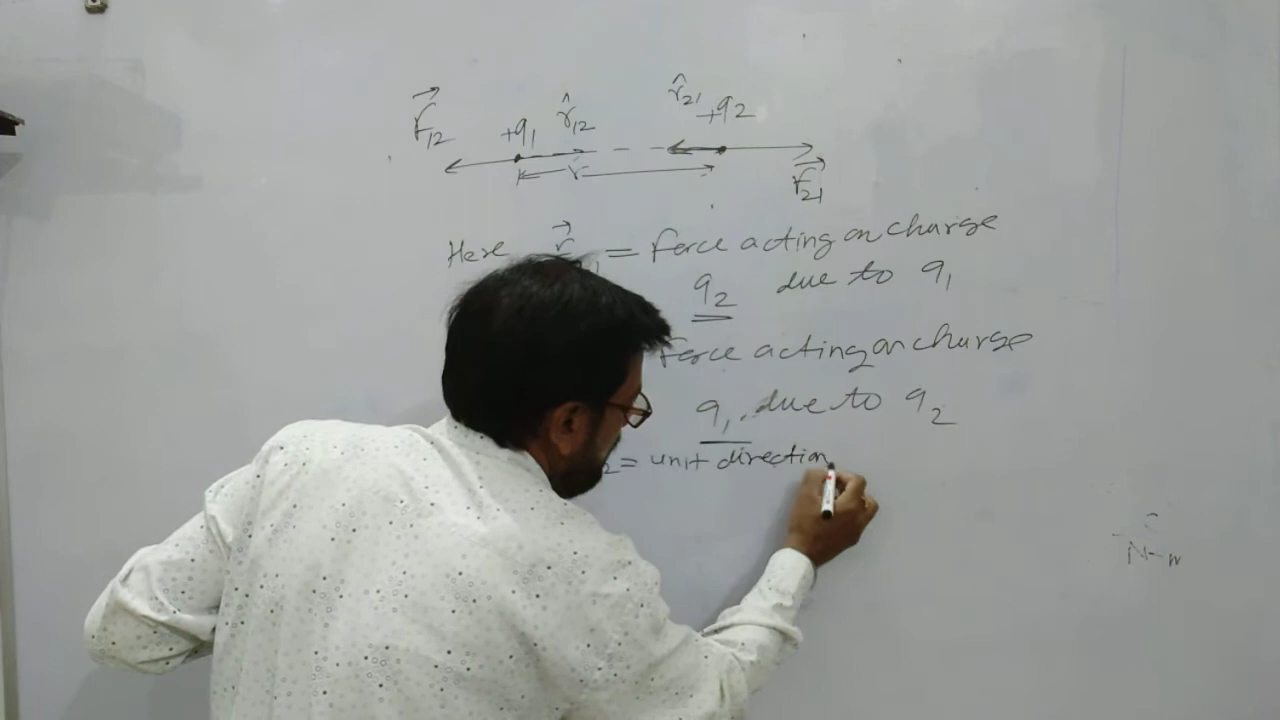 F₁₂ +q₁ r̂₁₂ r̂₂₁ +q₂
r F₂₁
Here = Force acting on charge
q₂ due to q₁
Force acting on charge
q₁ due to q₂
= unit direction